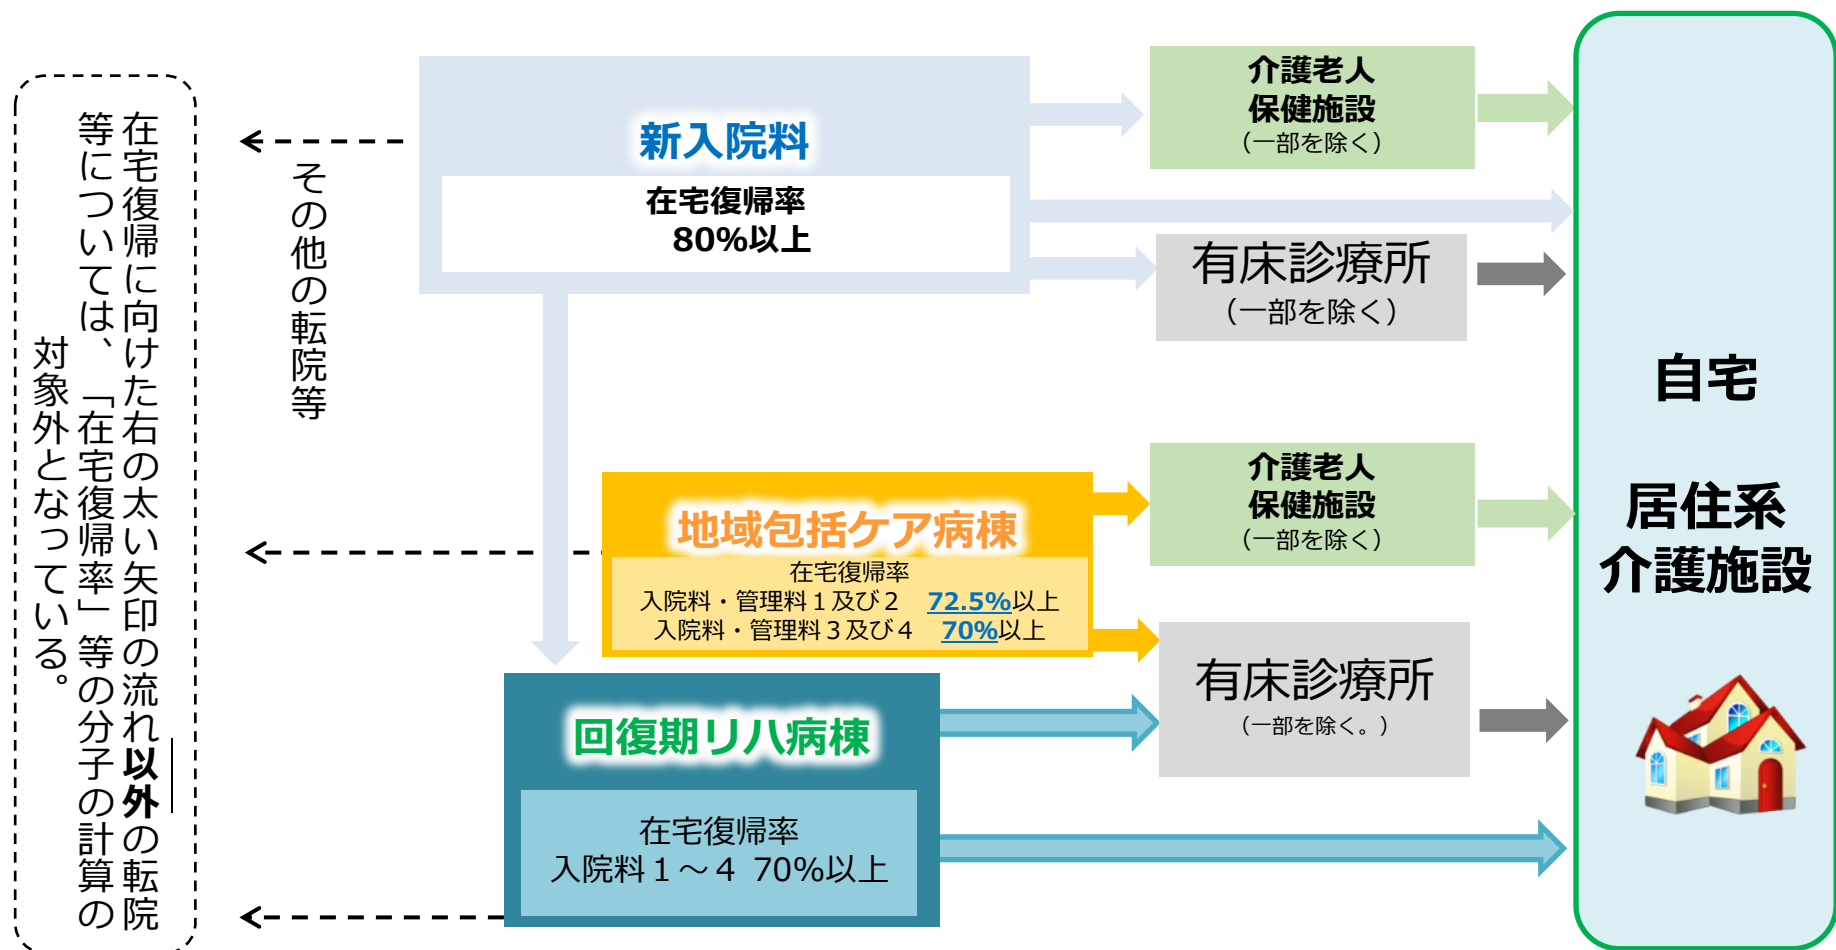 在宅復帰に向けた右の太い矢印の流れ以外の転院
等については、「在宅復帰率」等の分子の計算の
対象外となっている。
その他の転院等
新入院料
在宅復帰率
80%以上
介護老人
保健施設
（一部を除く）
有床診療所
（一部を除く）
地域包括ケア病棟
在宅復帰率
入院料・管理料１及び２ 72.5%以上
入院料・管理料３及び４ 70%以上
介護老人
保健施設
（一部を除く）
有床診療所
（一部を除く。）
回復期リハ病棟
在宅復帰率
入院料１～４ 70%以上
自宅
居住系
介護施設